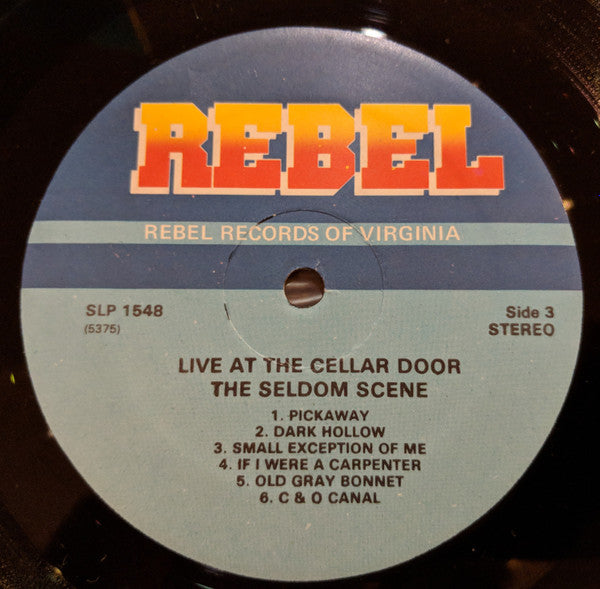 REBEL
REBEL RECORDS OF VIRGINIA
SLP 1548
(5375)
Side 3
STEREO
LIVE AT THE CELLAR DOOR
THE SELDOM SCENE
1. PICKAWAY
2. DARK HOLLOW
3. SMALL EXCEPTION OF ME
4. IF I WERE A CARPENTER
5. OLD GRAY BONNET
6. C & O CANAL